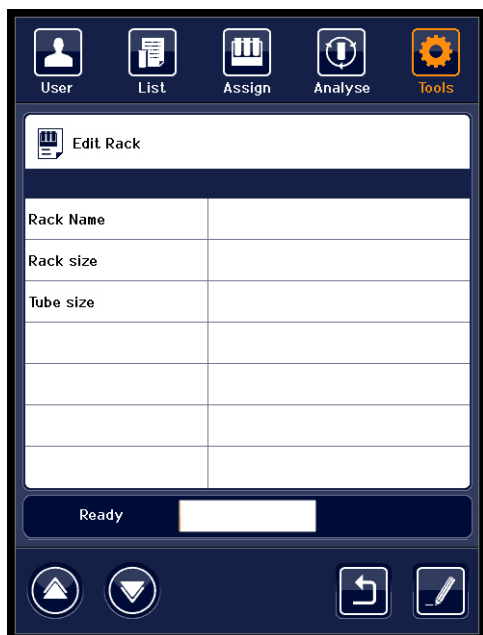 User List Assign Analyse Tools
Edit Rack
Rack Name
Rack size
Tube size
Ready